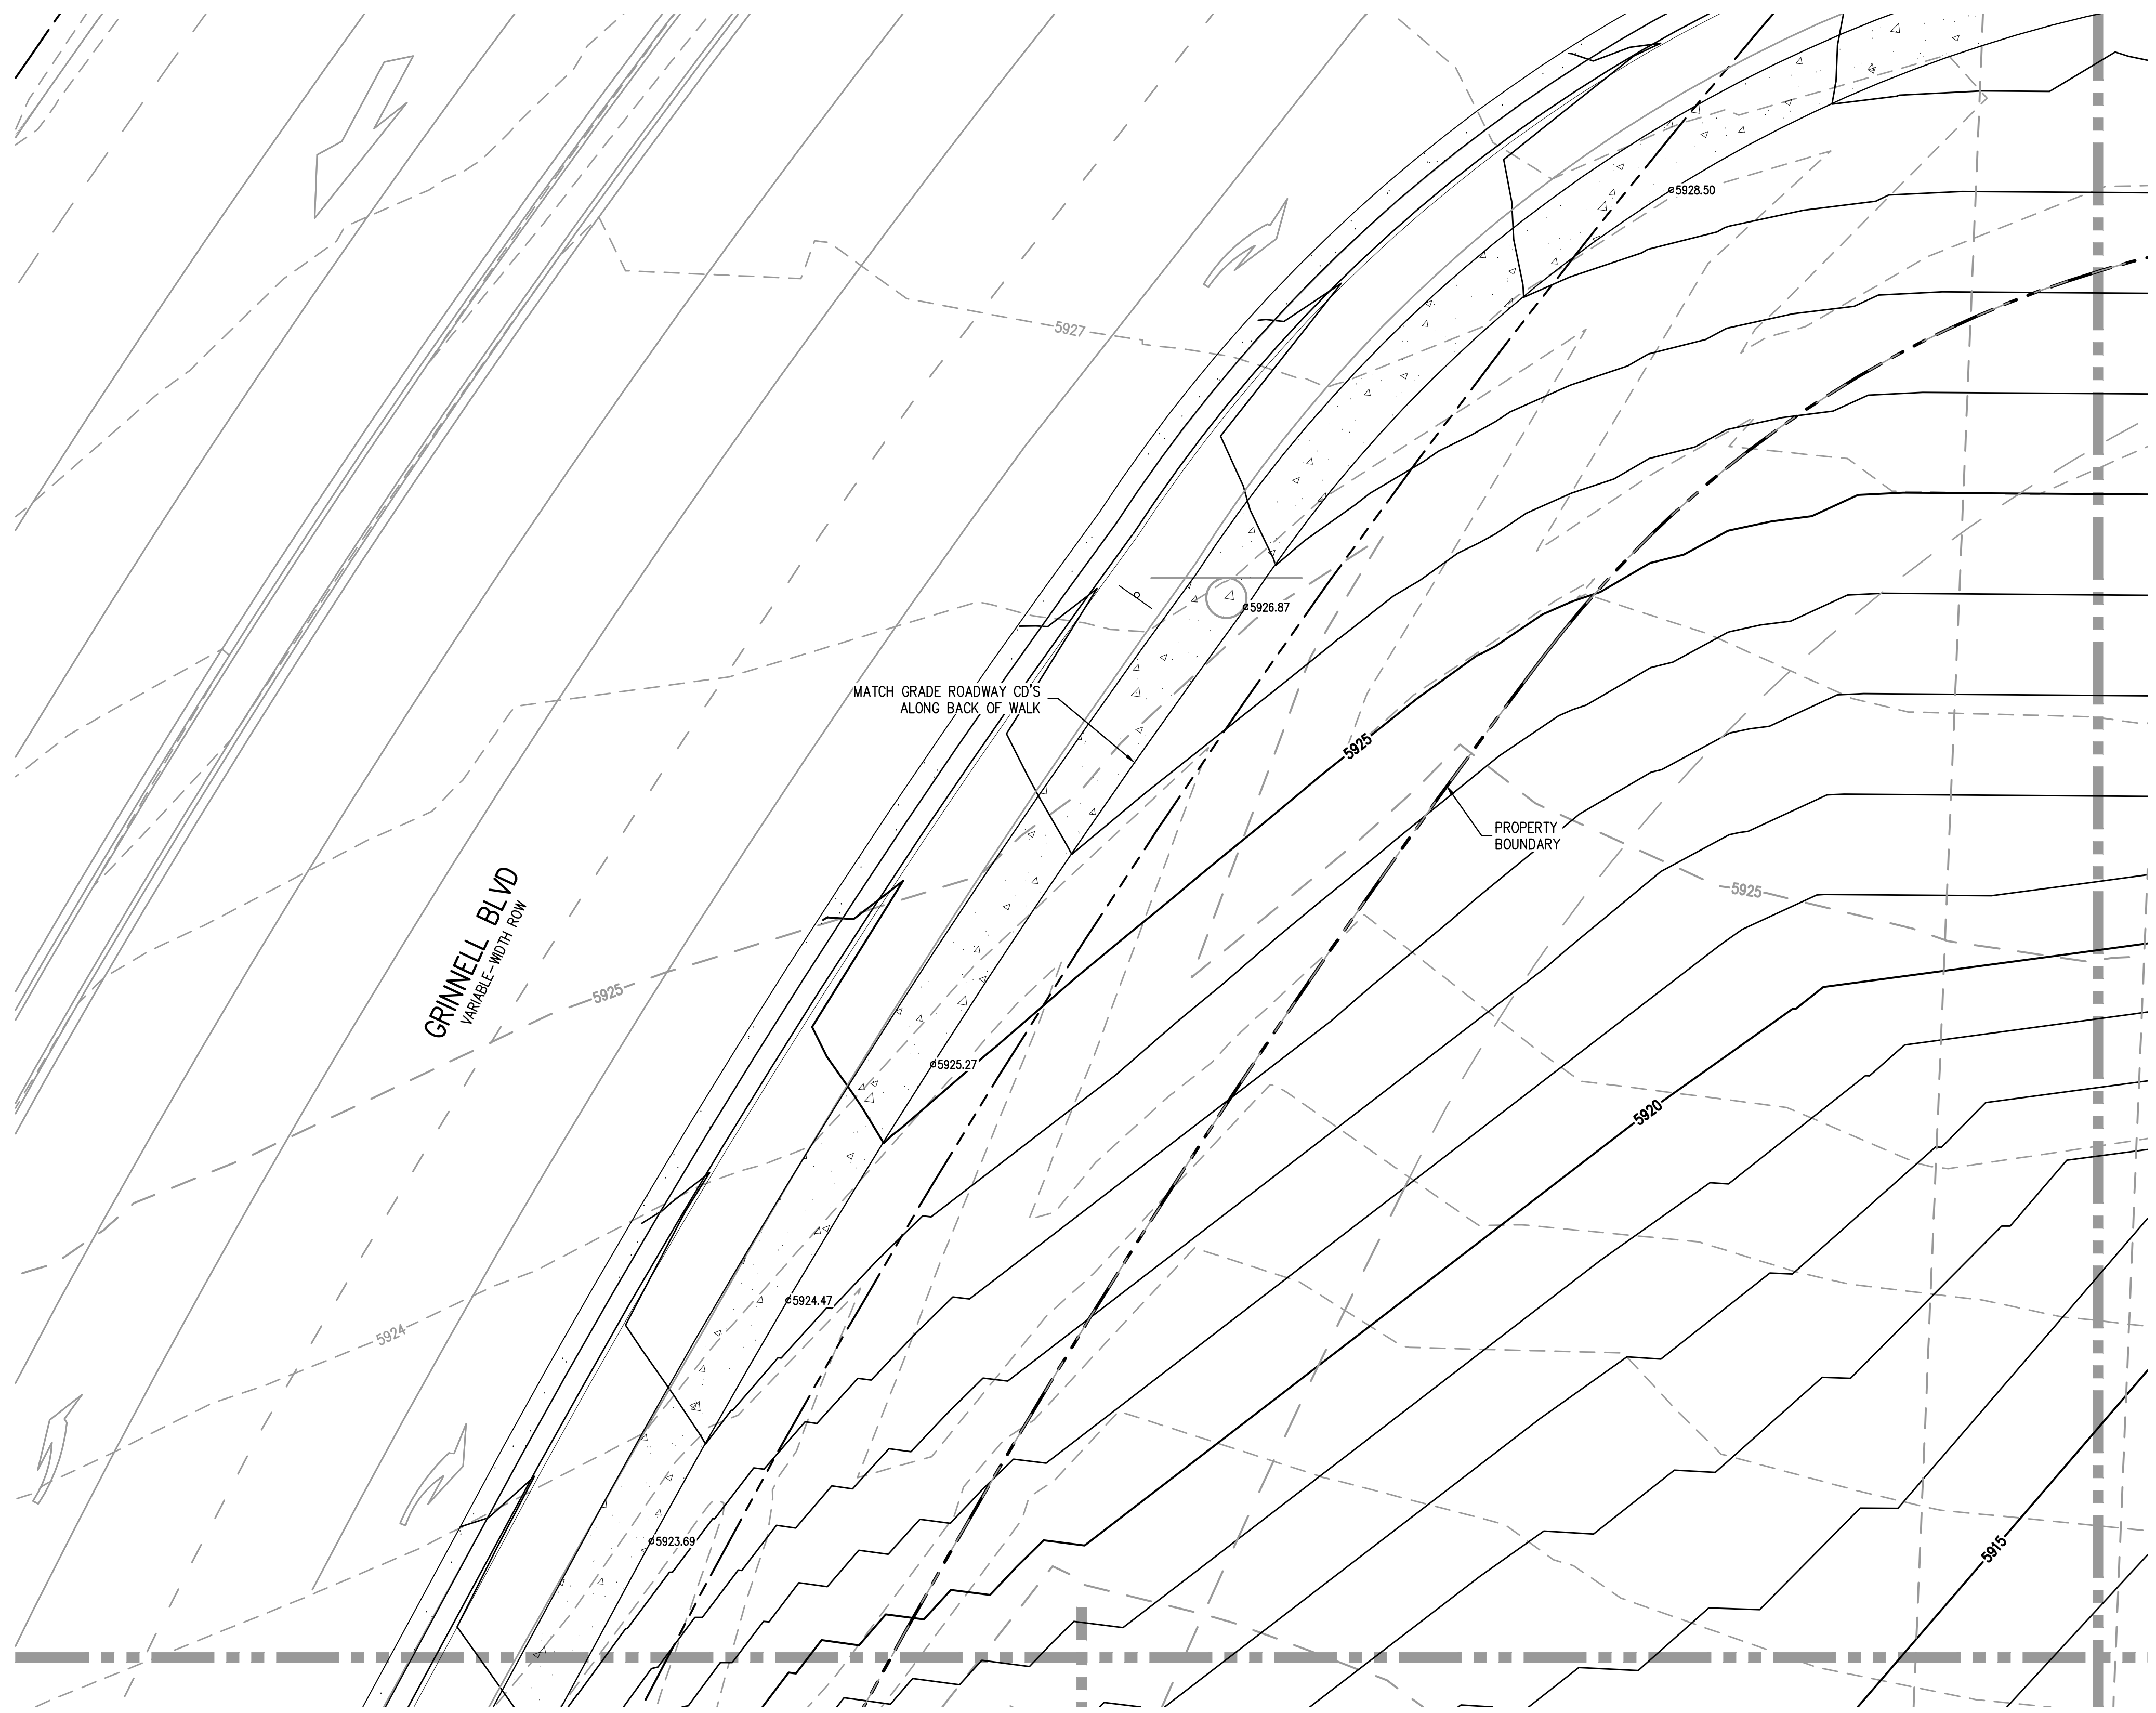 5928.50
5927
5926.87
MATCH GRADE ROADWAY CD'S
ALONG BACK OF WALK
5925
PROPERTY
BOUNDARY
5925
GRINNELL BLVD
VARIABLE-WIDTH ROW
5925
5925.27
5920
5924.47
5924
5923.69
5915